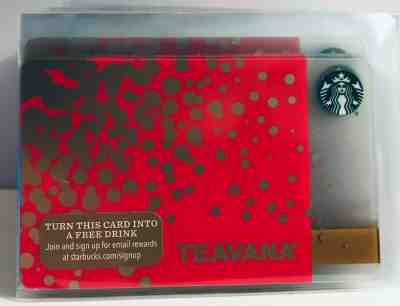 TURN THIS CARD INTO
A FREE DRINK
Join and sign up for email rewards
at starbucks.com/signup
TEAVANA